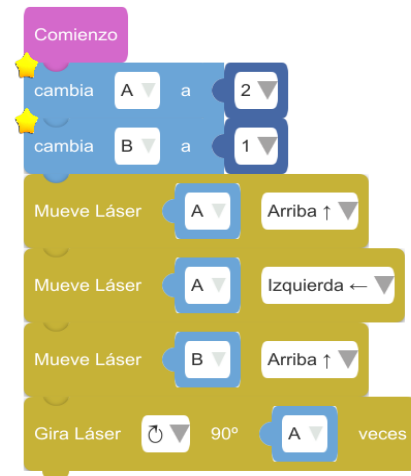 Comienzo
cambia A a 2
cambia B a 1
Mueve Láser A Arriba ↑
Mueve Láser A Izquierda ←
Mueve Láser B Arriba ↑
Gira Láser ↻ 90º A veces